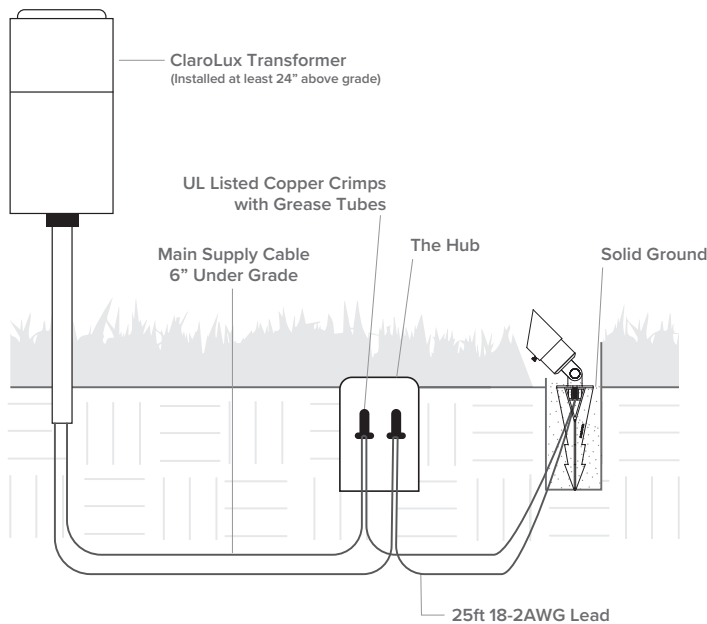 ClaroLux Transformer
(Installed at least 24” above grade)
UL Listed Copper Crimps
with Grease Tubes
The Hub
Main Supply Cable
6” Under Grade
Solid Ground
25ft 18-2AWG Lead